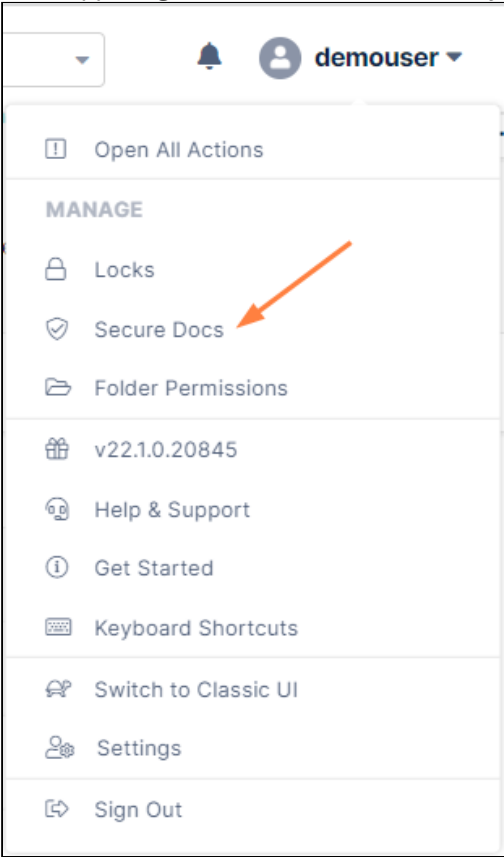 demouser
Open All Actions
MANAGE
Locks
Secure Docs
Folder Permissions
v22.1.0.20845
Help & Support
Get Started
Keyboard Shortcuts
Switch to Classic UI
Settings
Sign Out